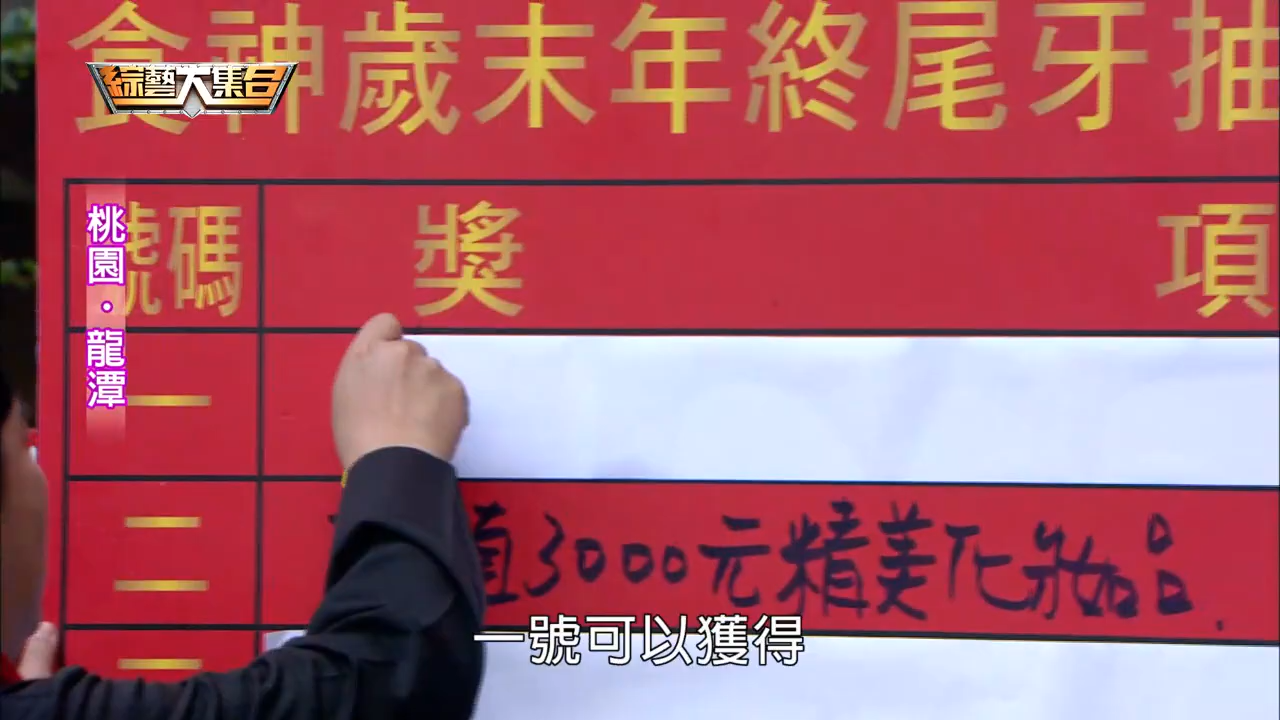 食神歲末年終尾牙抽
綜藝大集合
桃園・龍潭
號碼 獎 項
一
二 值3000元精美化妝品.
一號可以獲得